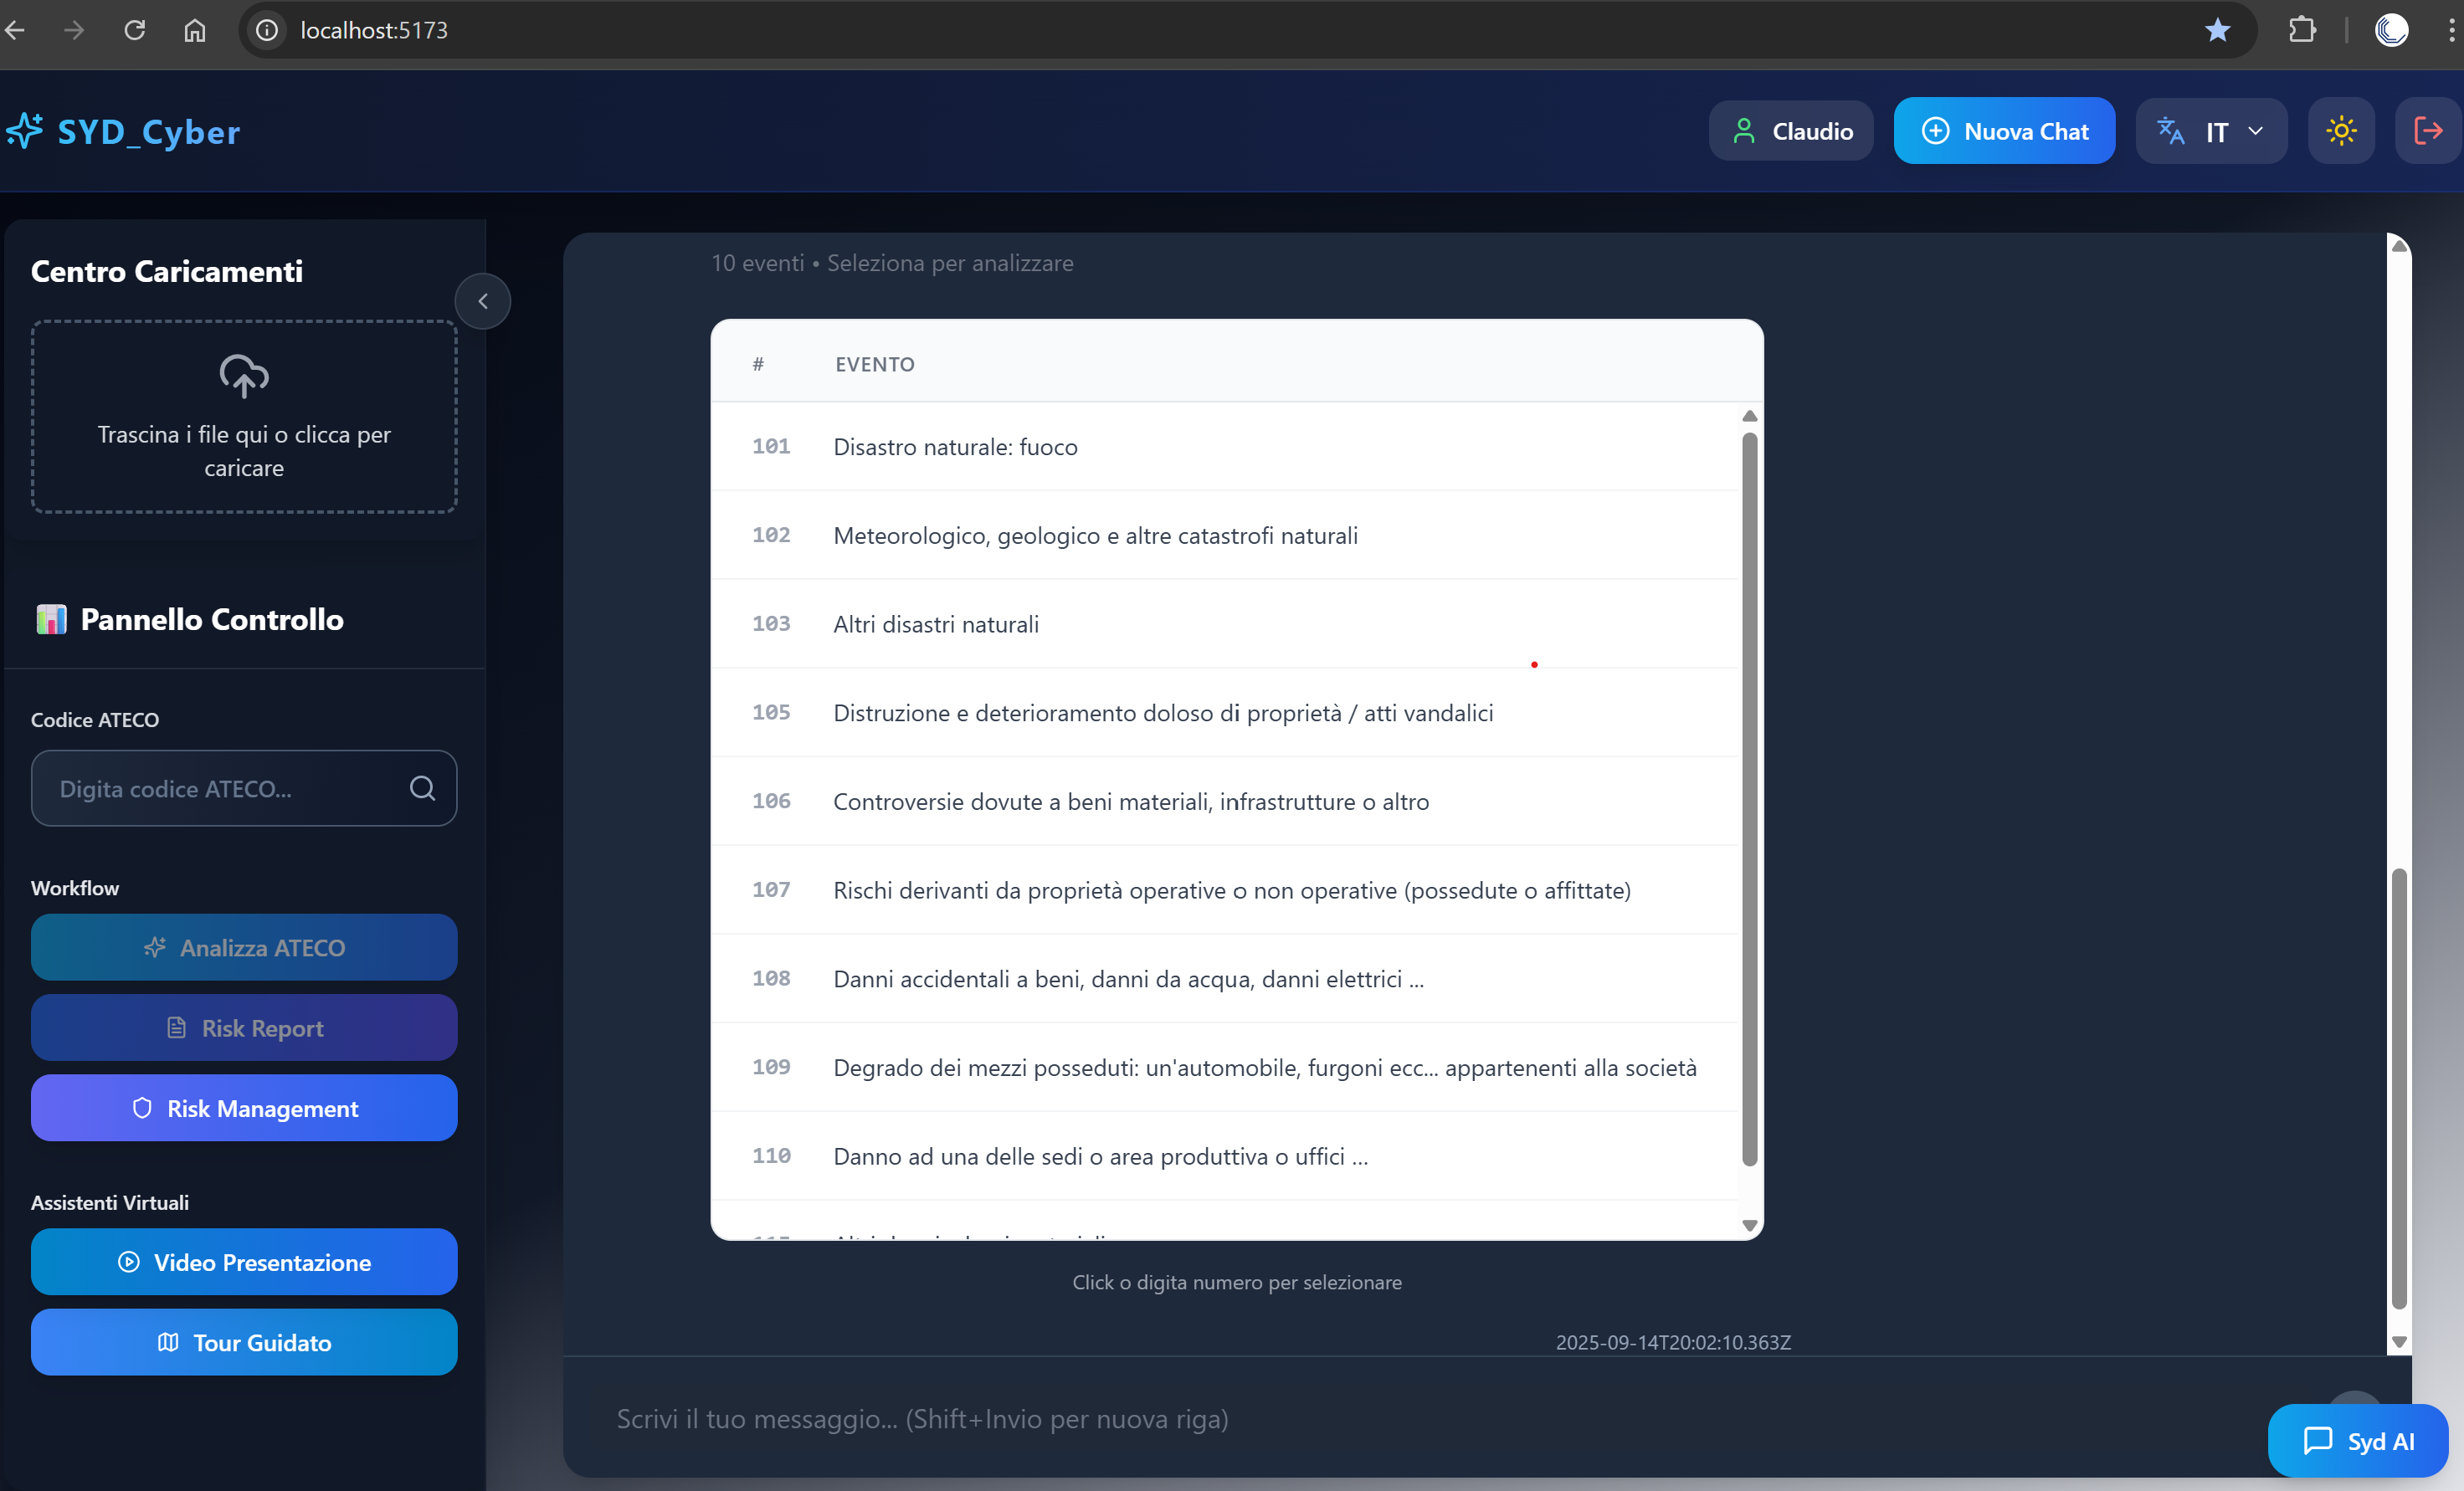 localhost:5173
SYD_Cyber
Claudio
Nuova Chat
IT
Centro Caricamenti
Trascina i file qui o clicca per
caricare
Pannello Controllo
Codice ATECO
Digita codice ATECO...
Workflow
Analizza ATECO
Risk Report
Risk Management
Assistenti Virtuali
Video Presentazione
Tour Guidato
10 eventi • Seleziona per analizzare
# EVENTO
101 Disastro naturale: fuoco
102 Meteorologico, geologico e altre catastrofi naturali
103 Altri disastri naturali
105 Distruzione e deterioramento doloso di proprietà / atti vandalici
106 Controversie dovute a beni materiali, infrastrutture o altro
107 Rischi derivanti da proprietà operative o non operative (possedute o affittate)
108 Danni accidentali a beni, danni da acqua, danni elettrici ...
109 Degrado dei mezzi posseduti: un'automobile, furgoni ecc... appartenenti alla società
110 Danno ad una delle sedi o area produttiva o uffici ...
Click o digita numero per selezionare
2025-09-14T20:02:10.363Z
Scrivi il tuo messaggio... (Shift+Invio per nuova riga)
Syd AI